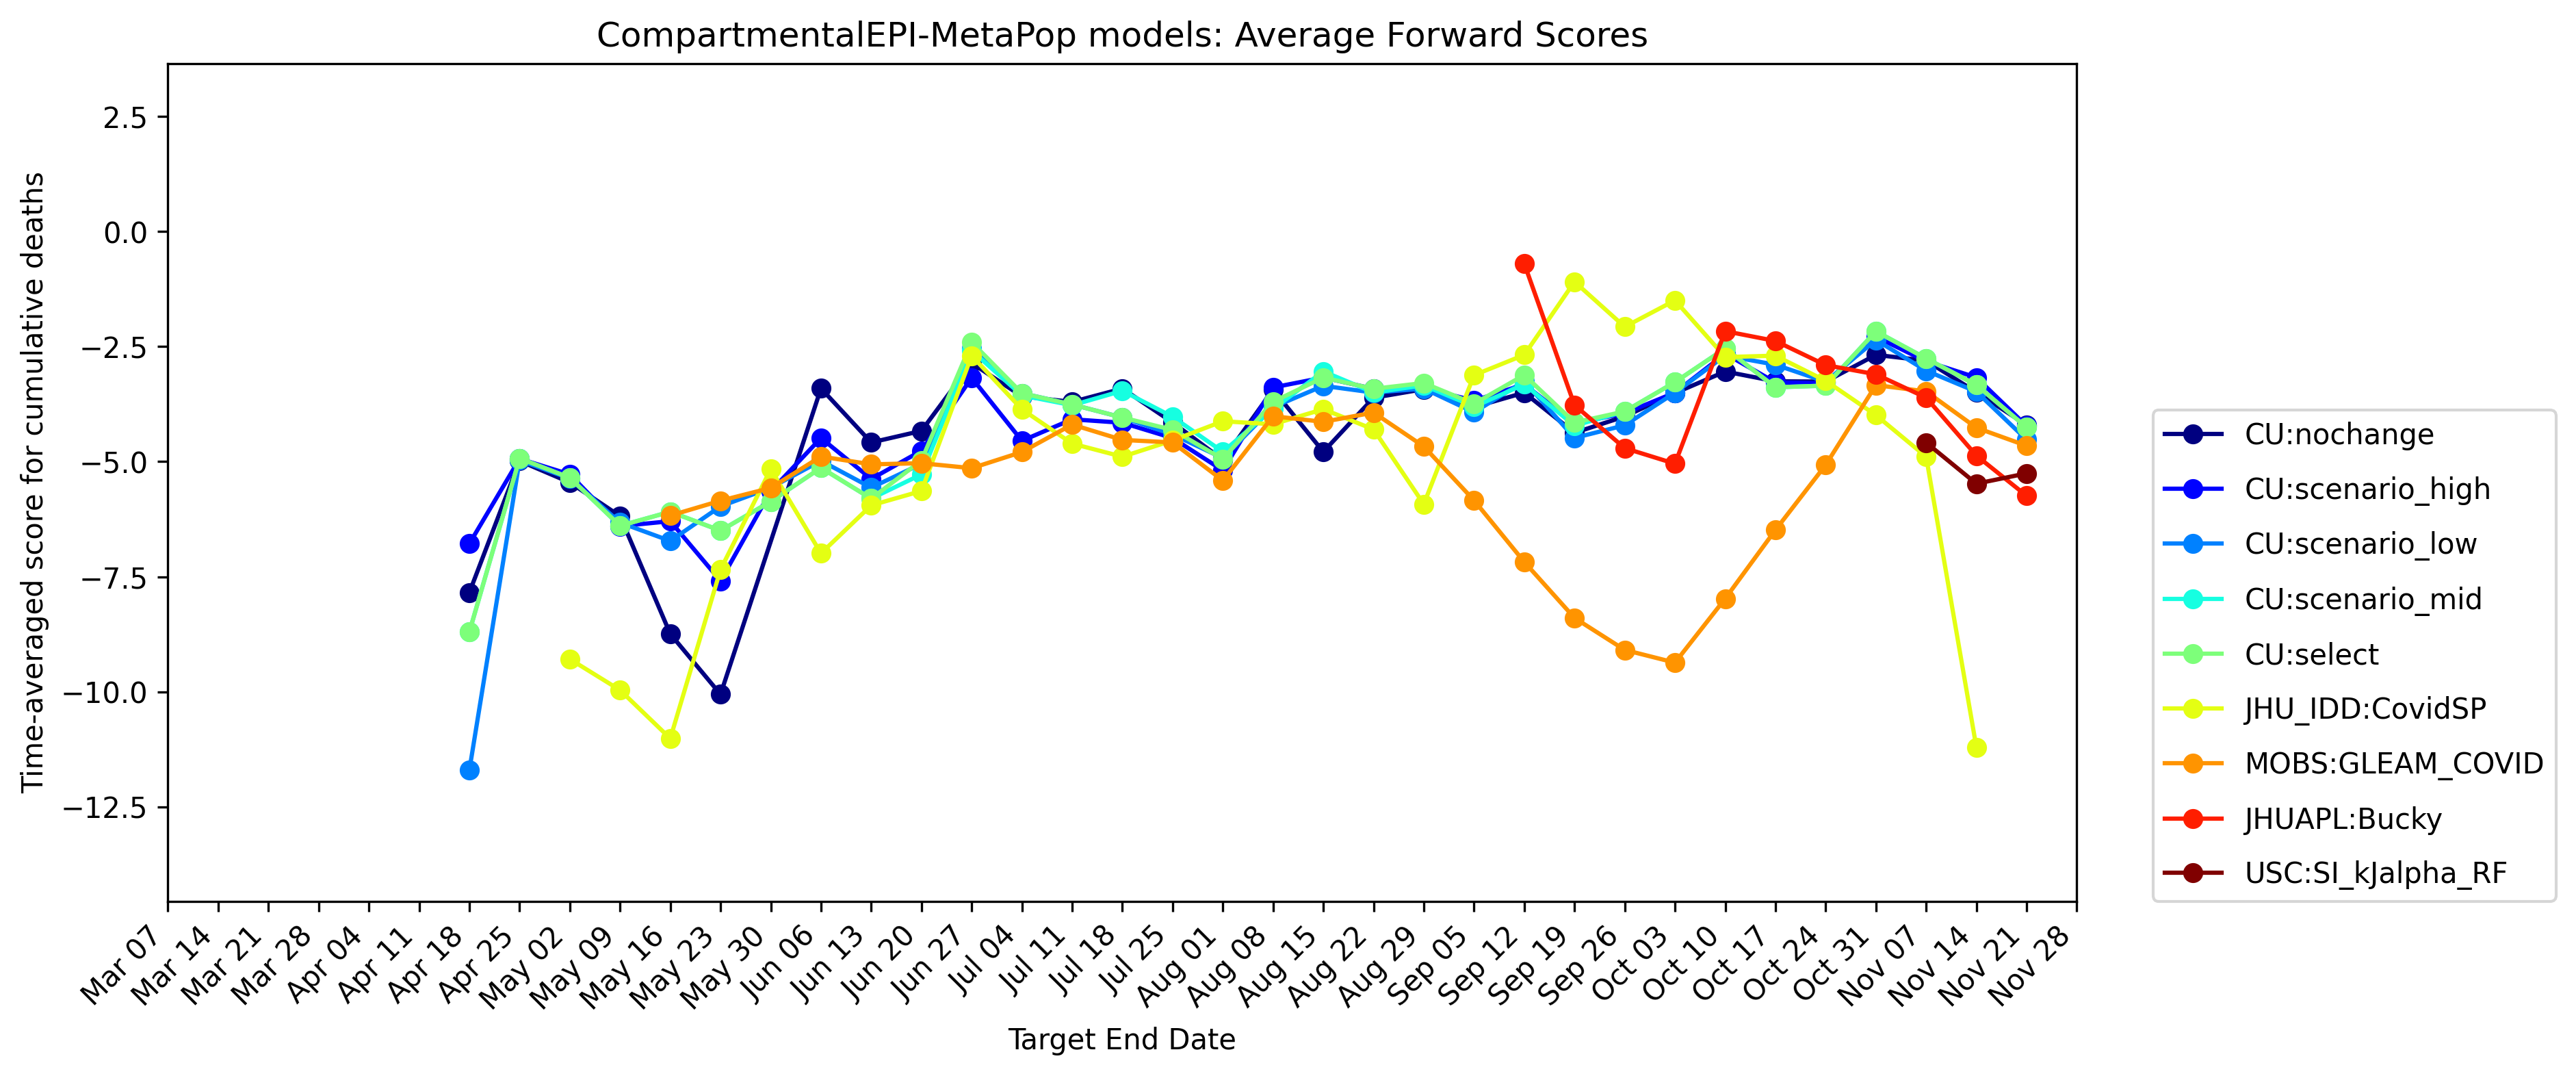 CompartmentalEPI-MetaPop models: Average Forward Scores
Time-averaged score for cumulative deaths
2.5
0.0
−2.5
−5.0
−7.5
−10.0
−12.5
Mar 07
Mar 14
Mar 21
Mar 28
Apr 04
Apr 11
Apr 18
Apr 25
May 02
May 09
May 16
May 23
May 30
Jun 06
Jun 13
Jun 20
Jun 27
Jul 04
Jul 11
Jul 18
Jul 25
Aug 01
Aug 08
Aug 15
Aug 22
Aug 29
Sep 05
Sep 12
Sep 19
Sep 26
Oct 03
Oct 10
Oct 17
Oct 24
Oct 31
Nov 07
Nov 14
Nov 21
Nov 28
Target End Date
CU:nochange
CU:scenario_high
CU:scenario_low
CU:scenario_mid
CU:select
JHU_IDD:CovidSP
MOBS:GLEAM_COVID
JHUAPL:Bucky
USC:SI_kJalpha_RF